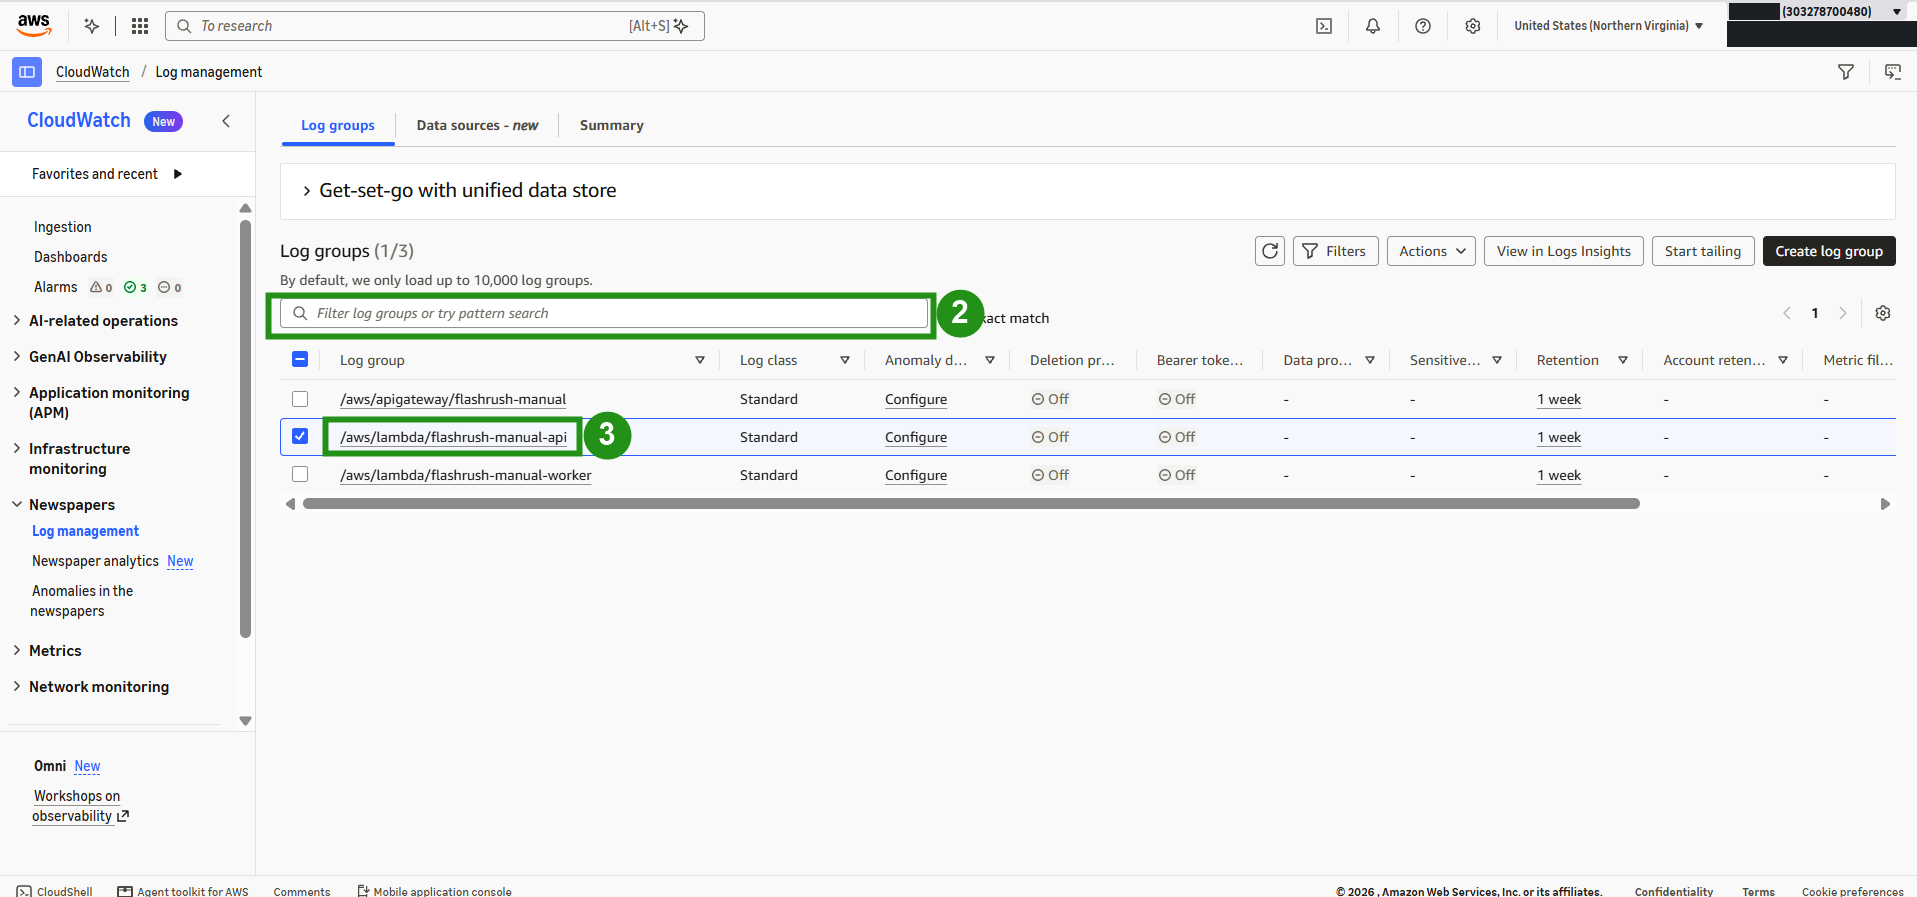 aws
To research
[Alt+S]
United States (Northern Virginia)
(303278700480)
CloudWatch / Log management
CloudWatch New
Favorites and recent
Ingestion
Dashboards
Alarms 0 3 0
AI-related operations
GenAI Observability
Application monitoring
(APM)
Infrastructure
monitoring
Newspapers
Log management
Newspaper analytics New
Anomalies in the
newspapers
Metrics
Network monitoring
Omni New
Workshops on
observability
Log groups
Data sources - new
Summary
Get-set-go with unified data store
Log groups (1/3)
By default, we only load up to 10,000 log groups.
Filters
Actions
View in Logs Insights
Start tailing
Create log group
Filter log groups or try pattern search
2
xact match
1
Log group Log class Anomaly d... Deletion pr... Bearer toke... Data pro... Sensitive... Retention Account reten... Metric fil...
/aws/apigateway/flashrush-manual Standard Configure Off Off - - 1 week - -
/aws/lambda/flashrush-manual-api 3 Standard Configure Off Off - - 1 week - -
/aws/lambda/flashrush-manual-worker Standard Configure Off Off - - 1 week - -
CloudShell Agent toolkit for AWS Comments Mobile application console
© 2026 , Amazon Web Services, Inc. or its affiliates. Confidentiality Terms Cookie preferences